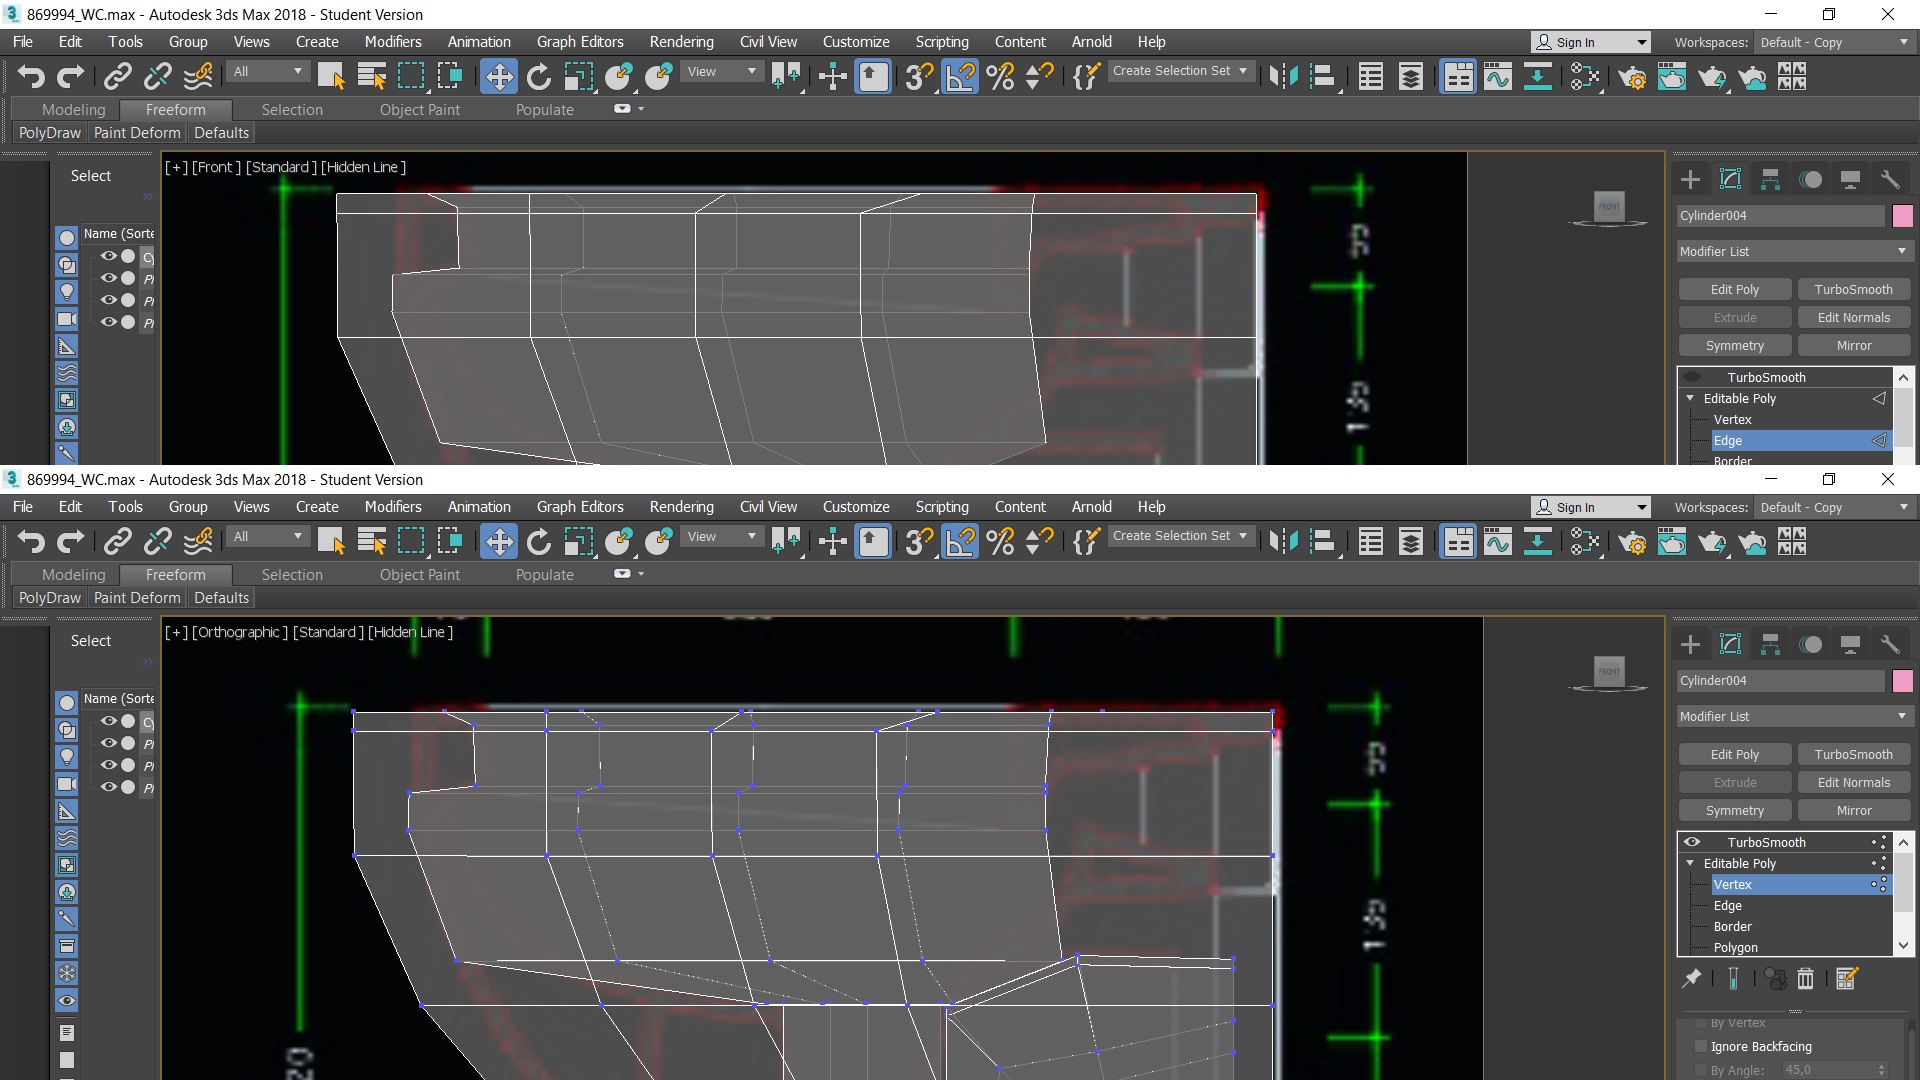 869994_WC.max - Autodesk 3ds Max 2018 - Student Version
File Edit Tools Group Views Create Modifiers Animation Graph Editors Rendering Civil View Customize Scripting Content Arnold Help Sign In Workspaces: Default - Copy
All View Create Selection Set
Modeling Freeform Selection Object Paint Populate
PolyDraw Paint Deform Defaults
[+] [Front ] [Standard ] [Hidden Line ]
Select
FRONT
Cylinder004
Name (Sorte
Modifier List
Cy
Edit Poly TurboSmooth
Extrude Edit Normals
Symmetry Mirror
TurboSmooth
Editable Poly
Vertex
Edge
Border
869994_WC.max - Autodesk 3ds Max 2018 - Student Version
File Edit Tools Group Views Create Modifiers Animation Graph Editors Rendering Civil View Customize Scripting Content Arnold Help Sign In Workspaces: Default - Copy
All View Create Selection Set
Modeling Freeform Selection Object Paint Populate
PolyDraw Paint Deform Defaults
[+] [Orthographic ] [Standard ] [Hidden Line ]
Select
FRONT
Cylinder004
Name (Sorte
Modifier List
Cy
Edit Poly TurboSmooth
Extrude Edit Normals
Symmetry Mirror
TurboSmooth
Editable Poly
Vertex
Edge
Border
Polygon
By Vertex
Ignore Backfacing
By Angle: 45,0